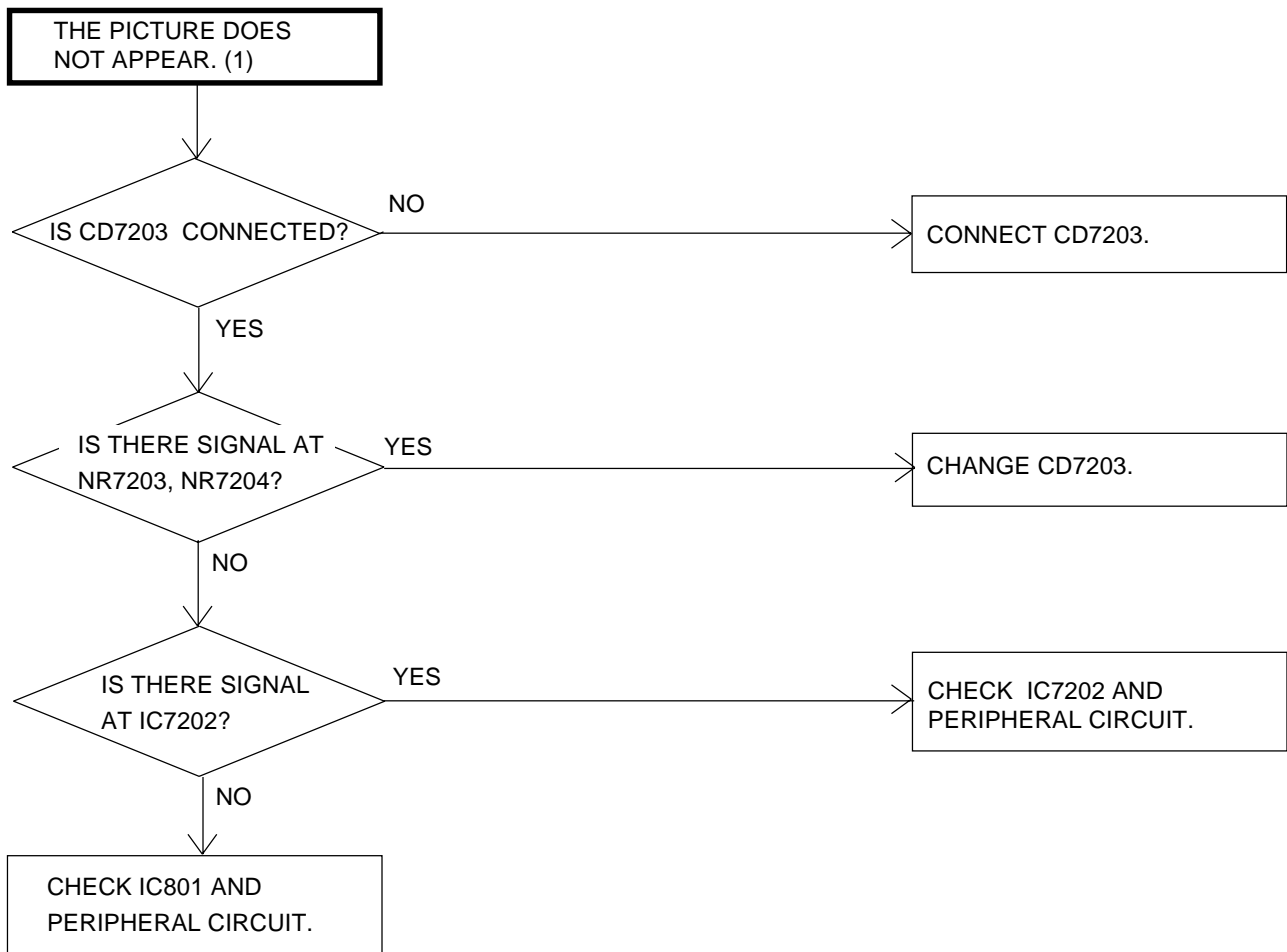 THE PICTURE DOES
NOT APPEAR. (1)
IS CD7203 CONNECTED?
NO
CONNECT CD7203.
YES
IS THERE SIGNAL AT
NR7203, NR7204?
YES
CHANGE CD7203.
NO
IS THERE SIGNAL
AT IC7202?
YES
CHECK IC7202 AND
PERIPHERAL CIRCUIT.
NO
CHECK IC801 AND
PERIPHERAL CIRCUIT.